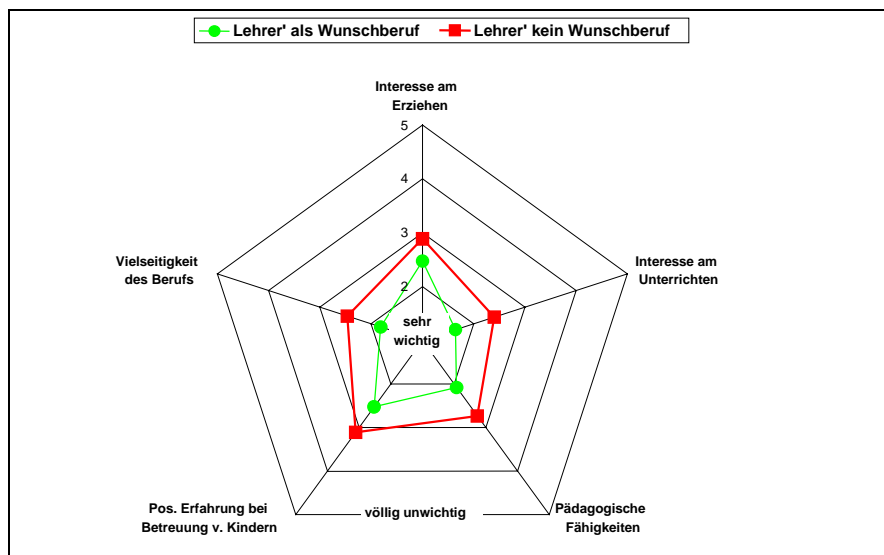 Lehrer' als Wunschberuf
Lehrer' kein Wunschberuf
Interesse am
Erziehen
5
4
3
2
sehr
wichtig
Interesse am
Unterrichten
Vielseitigkeit
des Berufs
Pos. Erfahrung bei
Betreuung v. Kindern
völlig unwichtig
Pädagogische
Fähigkeiten